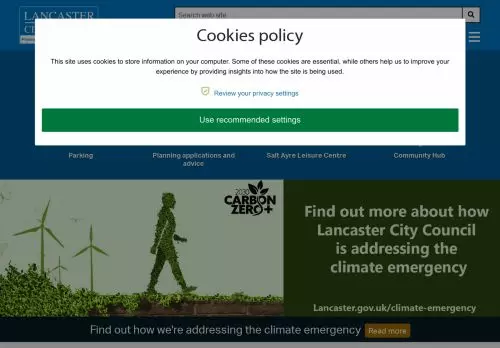 LANCASTER
Search web site
Cookies policy
This site uses cookies to store information on your computer. Some of these cookies are essential, while others help us to improve your
experience by providing insights into how the site is being used.
Review your privacy settings
Use recommended settings
Parking
Planning applications and
advice
Salt Ayre Leisure Centre
Community Hub
2030
CARBON
ZERO+
Find out more about how
Lancaster City Council
is addressing the
climate emergency
Lancaster.gov.uk/climate-emergency
Find out how we're addressing the climate emergency Read more